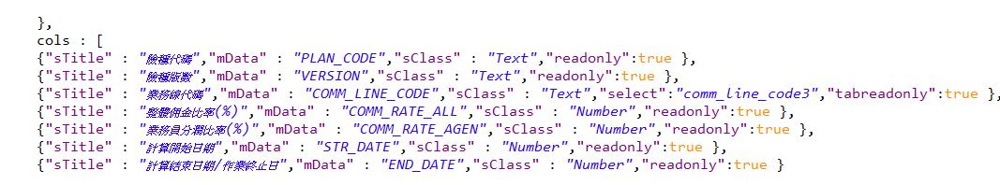 },
cols : [
{"sTitle" : "險種代碼","mData" : "PLAN_CODE","sClass" : "Text","readonly":true },
{"sTitle" : "險種版數","mData" : "VERSION","sClass" : "Text","readonly":true },
{"sTitle" : "業務線代碼","mData" : "COMM_LINE_CODE","sClass" : "Text","select":"comm_line_code3","tabreadonly":true },
{"sTitle" : "整體佣金比率(%)","mData" : "COMM_RATE_ALL","sClass" : "Number","readonly":true },
{"sTitle" : "業務員分潤比率(%)","mData" : "COMM_RATE_AGEN","sClass" : "Number","readonly":true },
{"sTitle" : "計算開始日期","mData" : "STR_DATE","sClass" : "Number","readonly":true },
{"sTitle" : "計算結束日期/作業終止日","mData" : "END_DATE","sClass" : "Number","readonly":true }